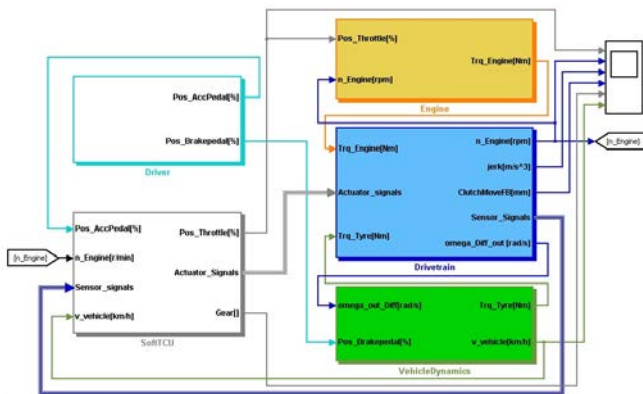 Pos_Throttle[%]
Trq_Engine[Nm]
n_Engine[rpm]
Engine
Pos_AccPedal[%]
Pos_Brakepedal[%]
Driver
n_Engine[rpm]
Trq_Engine[Nm]
jerk[m/s^3]
Actuator_signals
ClutchMoveFB[mm]
Sensor_Signals
Trq_Tyre[Nm]
omega_Diff_out [rad/s]
Drivetrain
[n_Engine]
Pos_AccPedal[%]
Pos_Throttle[%]
[n_Engine]
n_Engine[r/min]
Actuator_Signals
Sensor_signals
v_vehicle[km/h]
Gear[]
SoftTCU
omega_out_Diff[rad/s]
Trq_Tyre[Nm]
Pos_Brakepedal[%]
v_vehicle[km/h]
VehicleDynamics